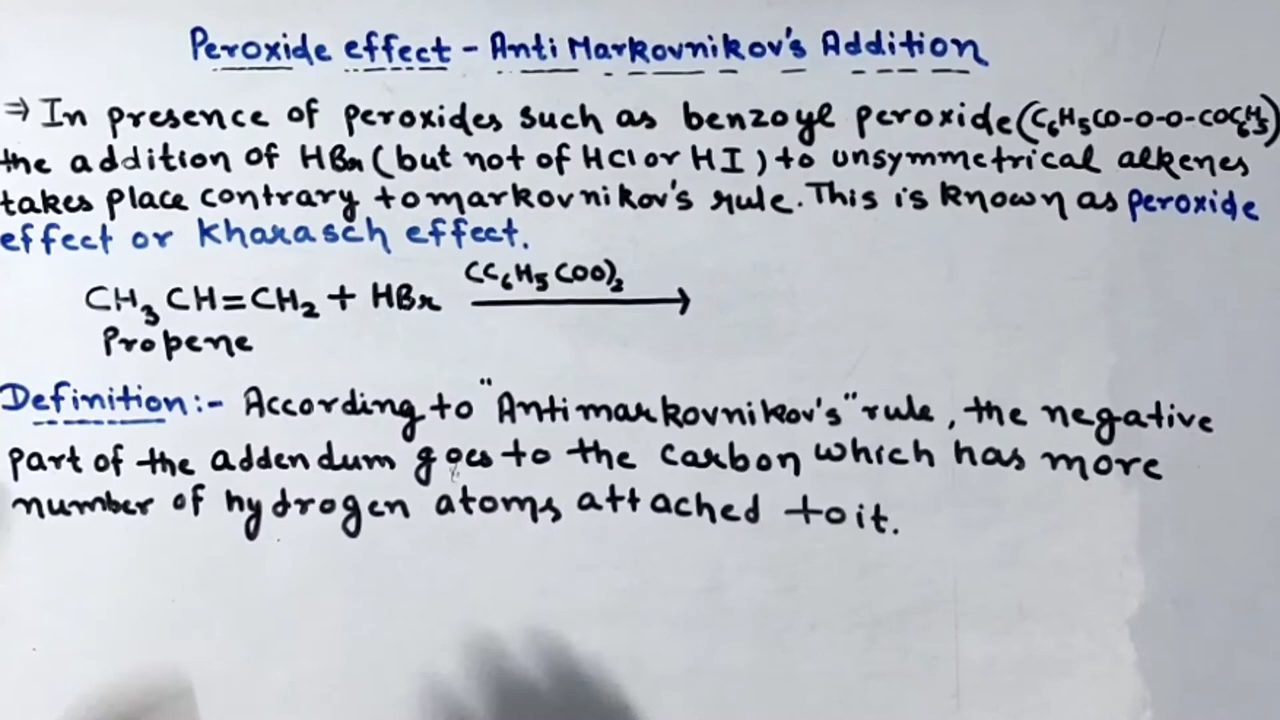 Peroxide effect - Anti Markovnikov's Addition
⇒ In presence of peroxides such as benzoyl peroxide (C₆H₅CO-O-O-COC₆H₅)
the addition of HBr (but not of HCl or HI) to unsymmetrical alkenes
takes place contrary to markovnikov's rule. This is known as peroxide
effect or Kharasch effect.
(C₆H₅COO)₂
CH₃CH=CH₂ + HBr ⟶
Propene
Definition:- According to "Antimarkovnikov's" rule, the negative
part of the addendum goes to the carbon which has more
number of hydrogen atoms attached to it.